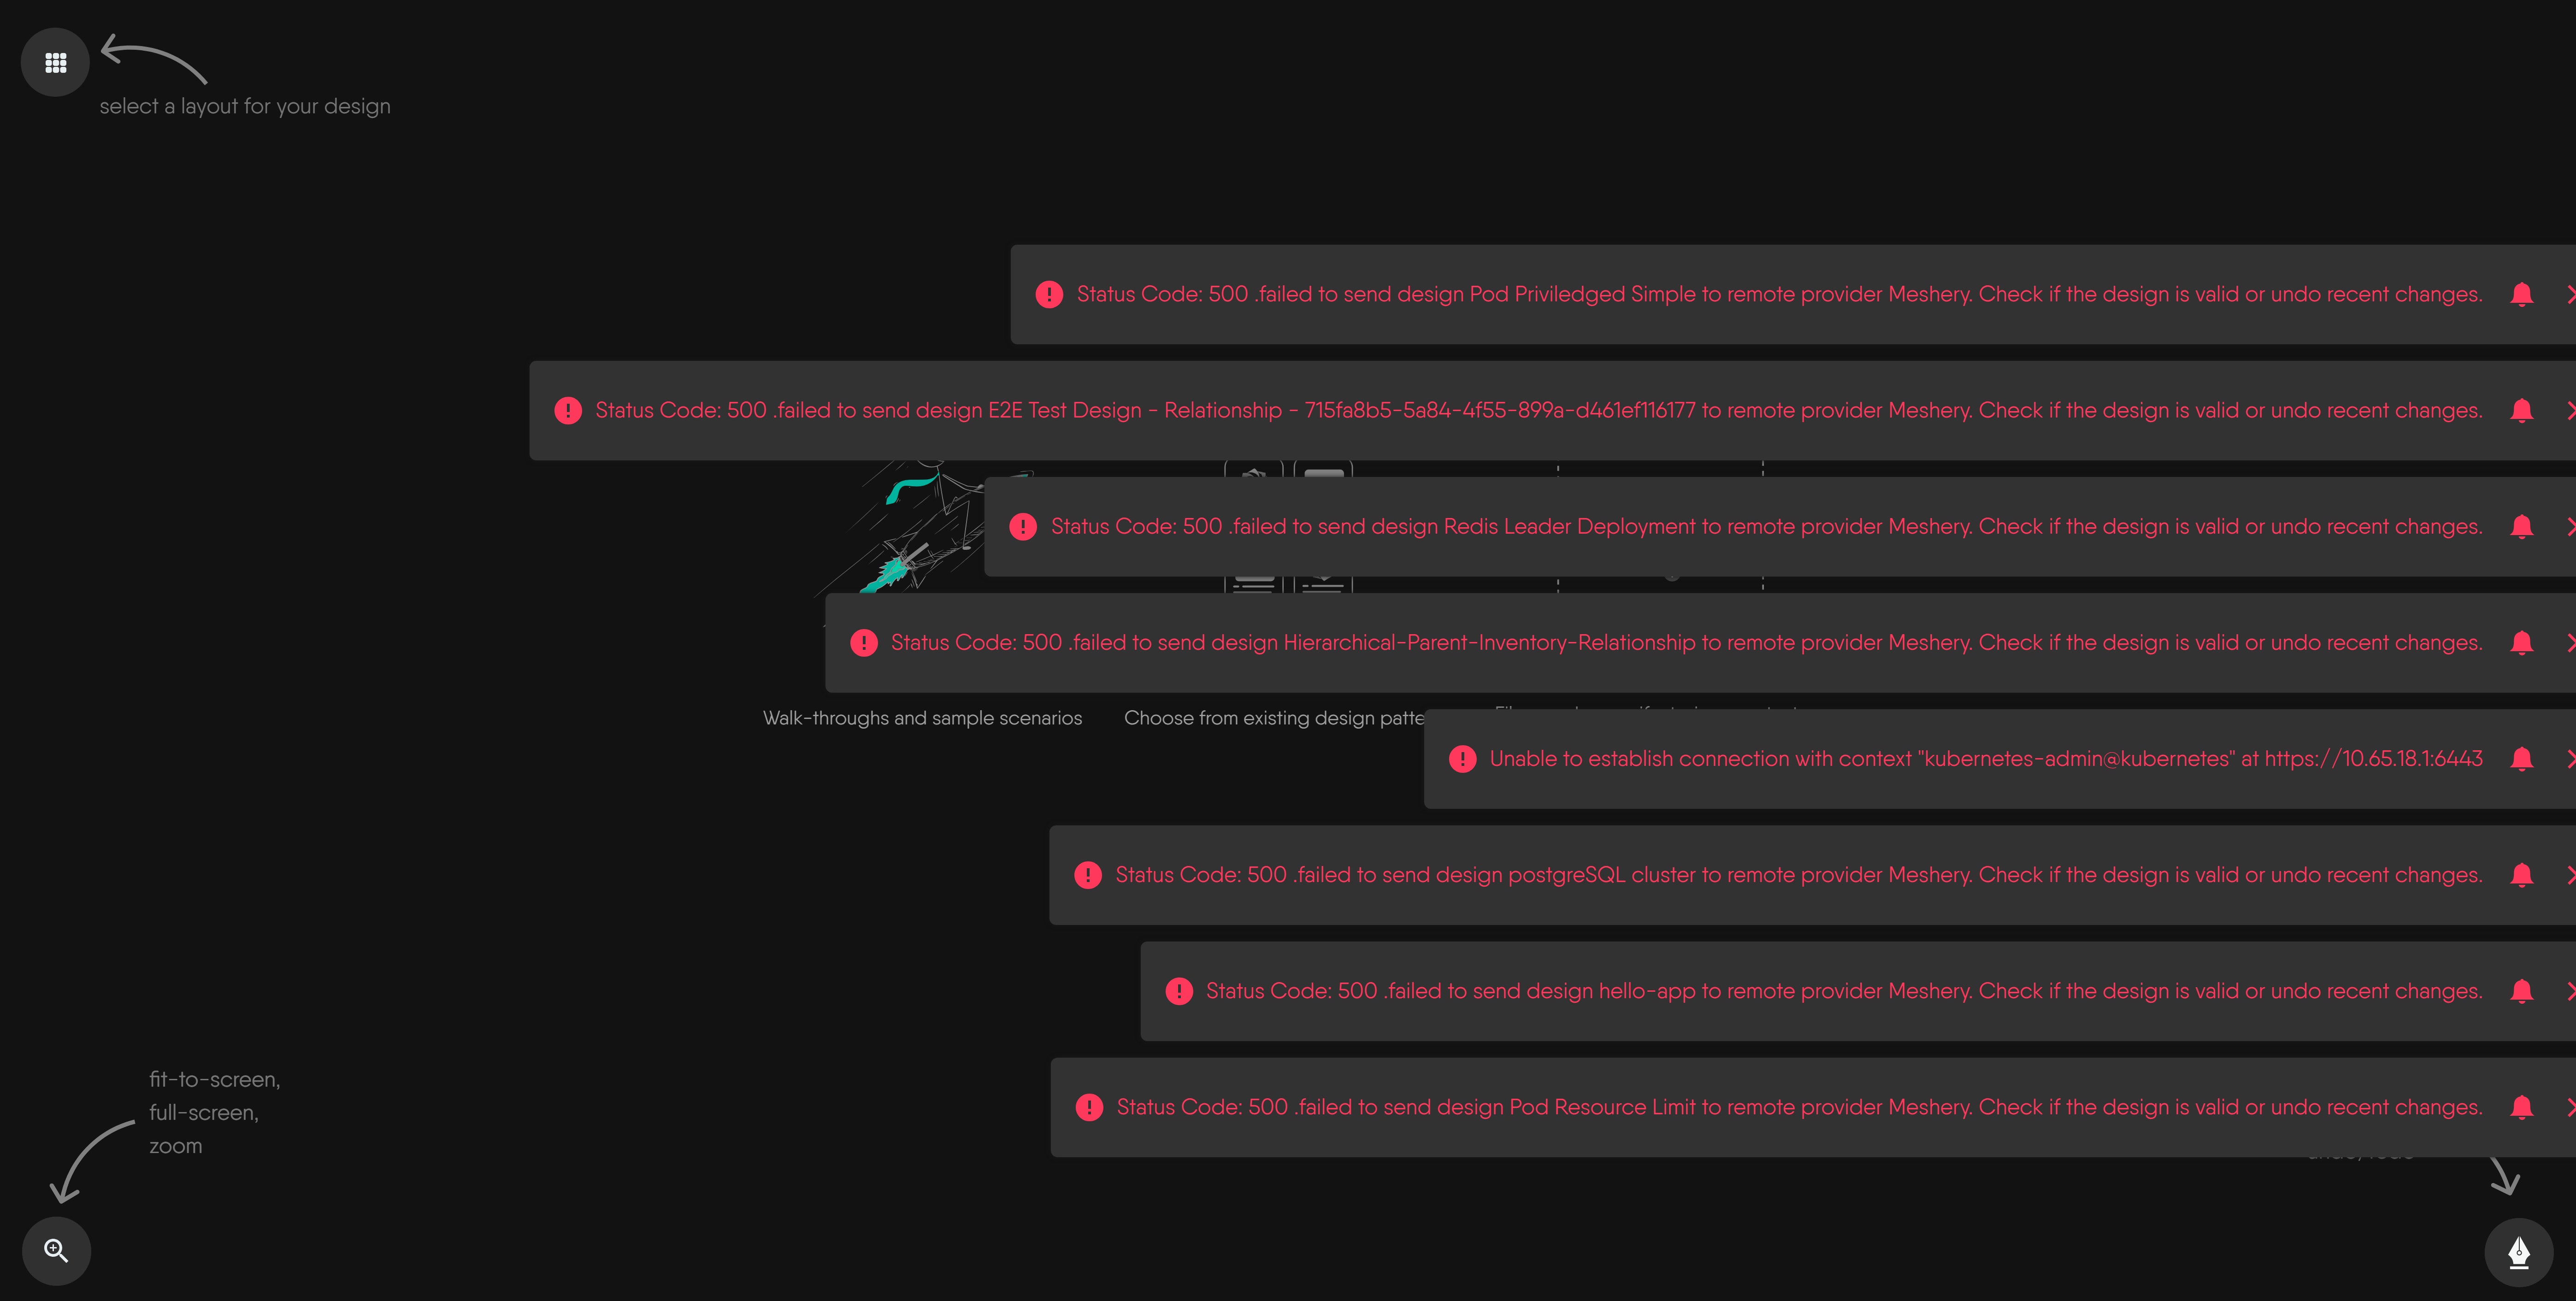 select a layout for your design
Status Code: 500 .failed to send design Pod Priviledged Simple to remote provider Meshery. Check if the design is valid or undo recent changes.
Status Code: 500 .failed to send design E2E Test Design - Relationship - 715fa8b5-5a84-4f55-899a-d461ef116177 to remote provider Meshery. Check if the design is valid or undo recent changes.
Status Code: 500 .failed to send design Redis Leader Deployment to remote provider Meshery. Check if the design is valid or undo recent changes.
Status Code: 500 .failed to send design Hierarchical-Parent-Inventory-Relationship to remote provider Meshery. Check if the design is valid or undo recent changes.
Walk-throughs and sample scenarios
Choose from existing design patte
Unable to establish connection with context "kubernetes-admin@kubernetes" at https://10.65.18.1:6443
Status Code: 500 .failed to send design postgreSQL cluster to remote provider Meshery. Check if the design is valid or undo recent changes.
Status Code: 500 .failed to send design hello-app to remote provider Meshery. Check if the design is valid or undo recent changes.
Status Code: 500 .failed to send design Pod Resource Limit to remote provider Meshery. Check if the design is valid or undo recent changes.
fit-to-screen,
full-screen,
zoom